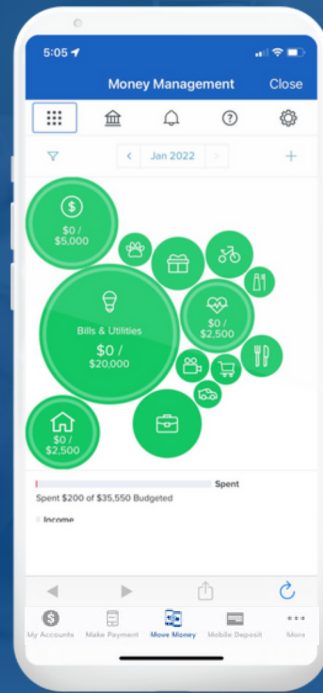 5:05
Money Management
Close
Jan 2022
$0 /
$5,000
Bills & Utilities
$0 /
$20,000
$0 /
$2,500
$0 /
$2,500
Spent
Spent $200 of $35,550 Budgeted
Income
My Accounts
Make Payment
Move Money
Mobile Deposit
More